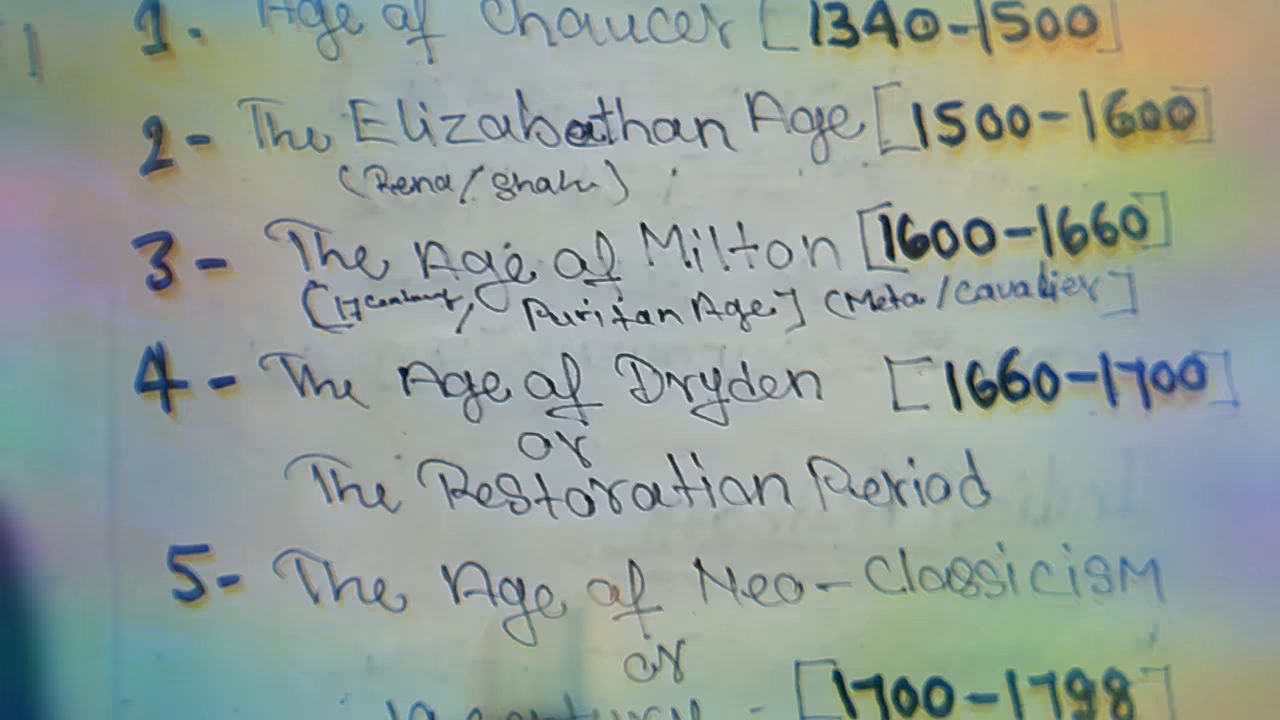 1. Age of Chaucer [1340-1500]
2- The Elizabethan Age [1500-1600]
(Rena/Shak)
3- The Age of Milton [1600-1660]
[17 century, Puritan Age] (Meta/Cavalier]
4- The Age of Dryden [1660-1700]
or
The Restoration Period
5- The Age of Neo-Classicism
or
century - [1700-1798]